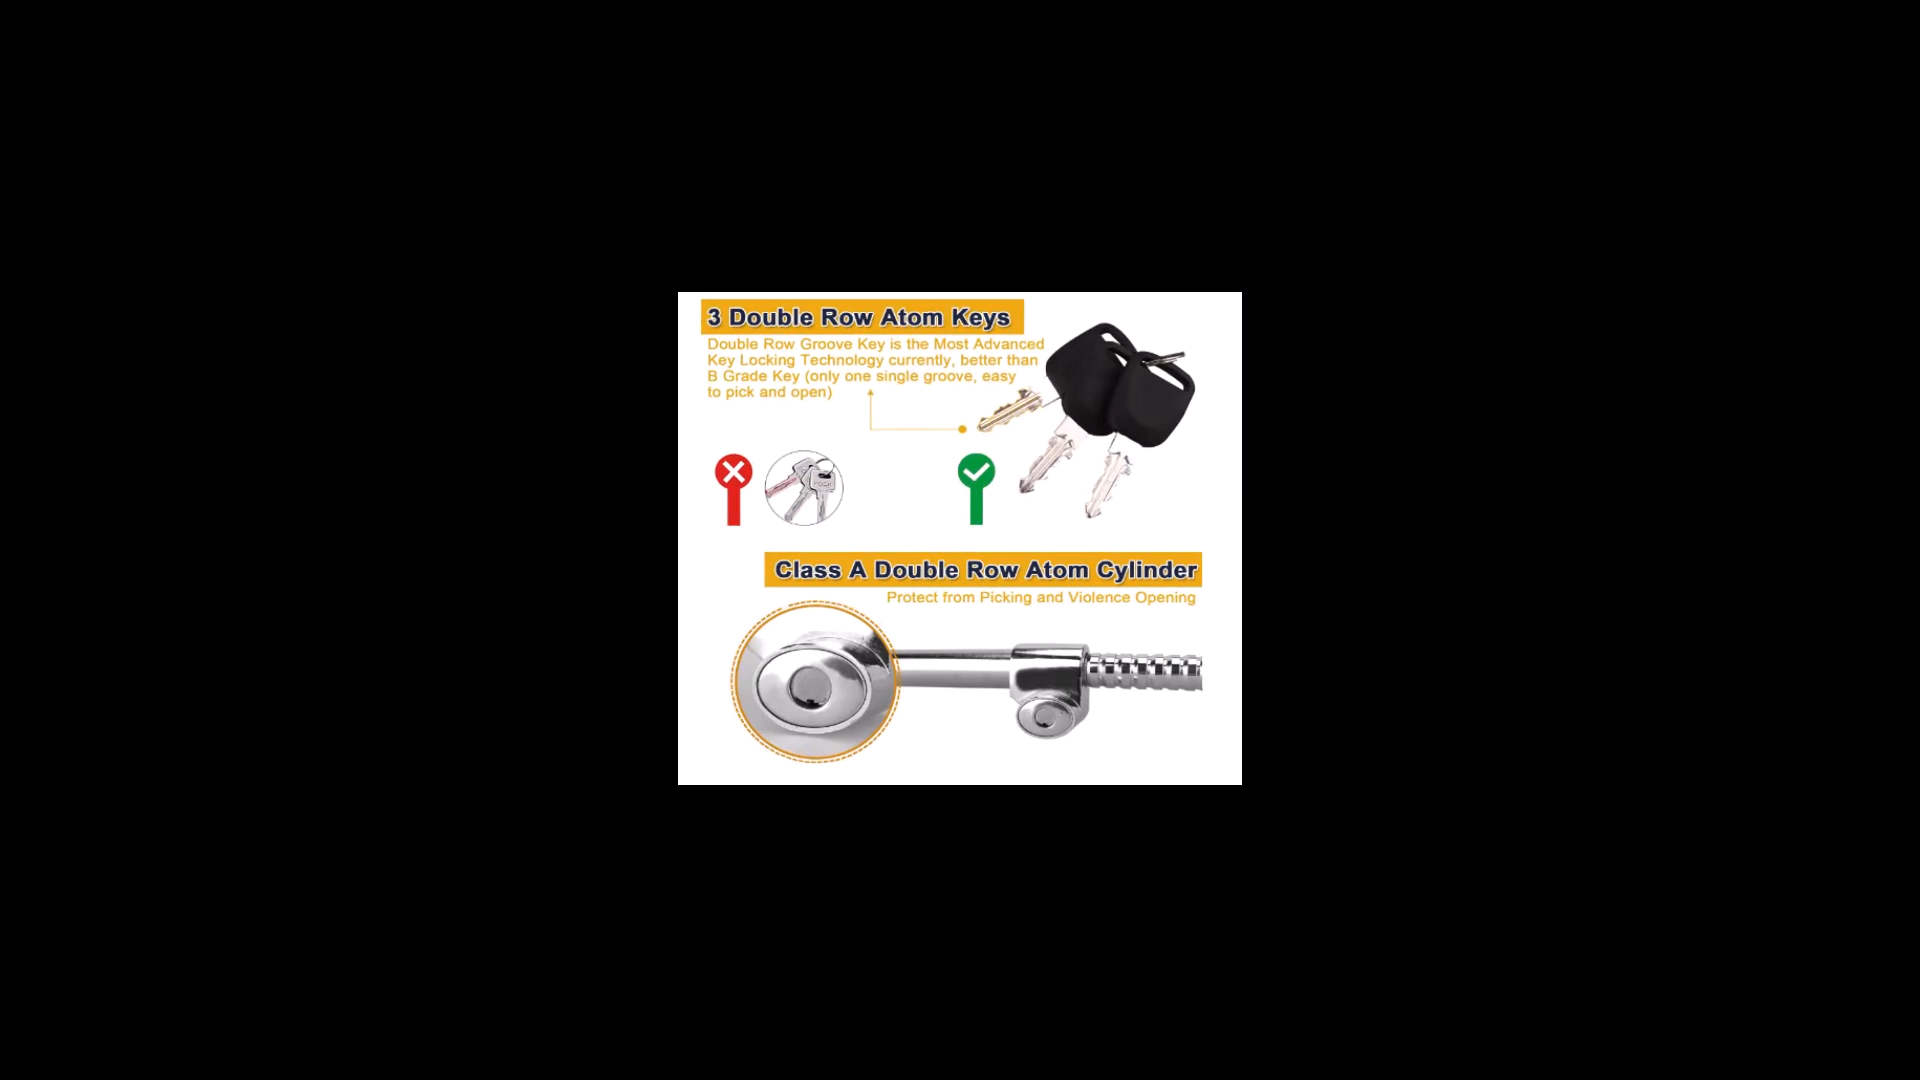 3 Double Row Atom Keys
Double Row Groove Key is the Most Advanced
Key Locking Technology currently, better than
B Grade Key (only one single groove, easy
to pick and open)
Class A Double Row Atom Cylinder
Protect from Picking and Violence Opening